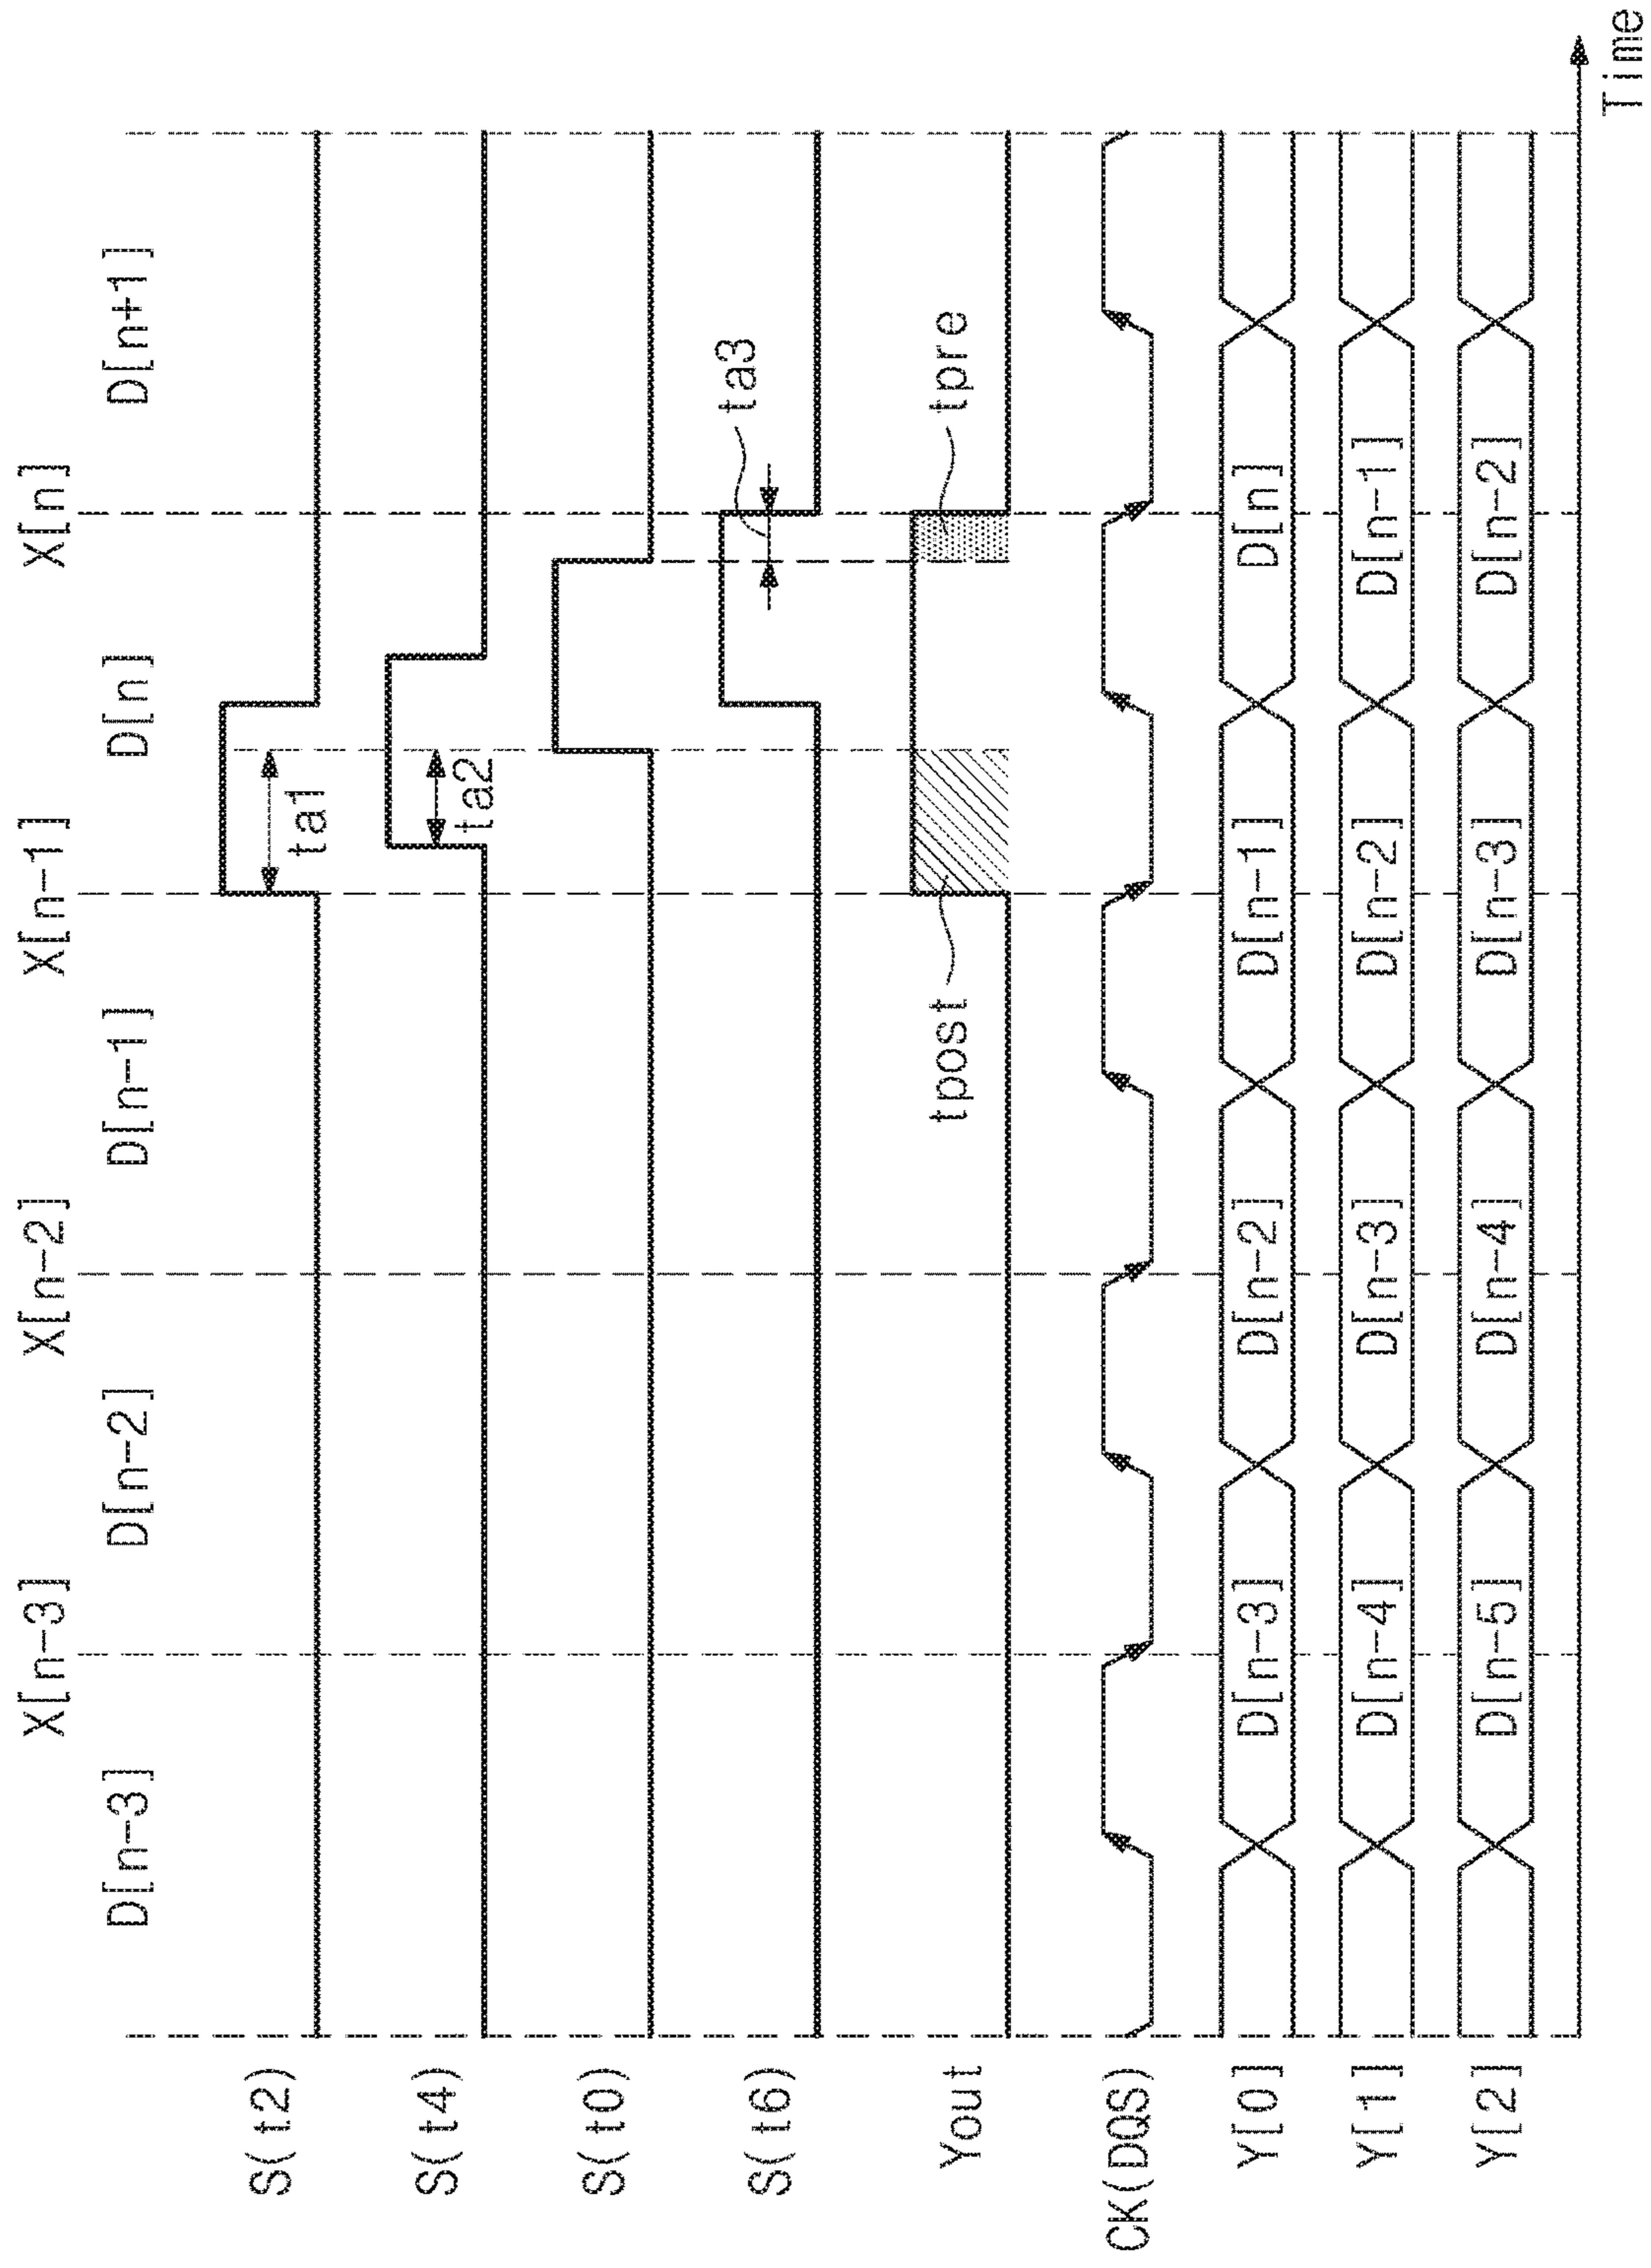 X[n-3] X[n-2] X[n-1] X[n]
D[n-3] D[n-2] D[n-1] D[n] D[n+1]
S(t2)
ta1
S(t4)
ta2
S(t0)
S(t6)
ta3
Yout
tpost
tpre
CK(DQS)
Y[0] D[n-3] D[n-2] D[n-1] D[n]
Y[1] D[n-4] D[n-3] D[n-2] D[n-1]
Y[2] D[n-5] D[n-4] D[n-3] D[n-2]
Time